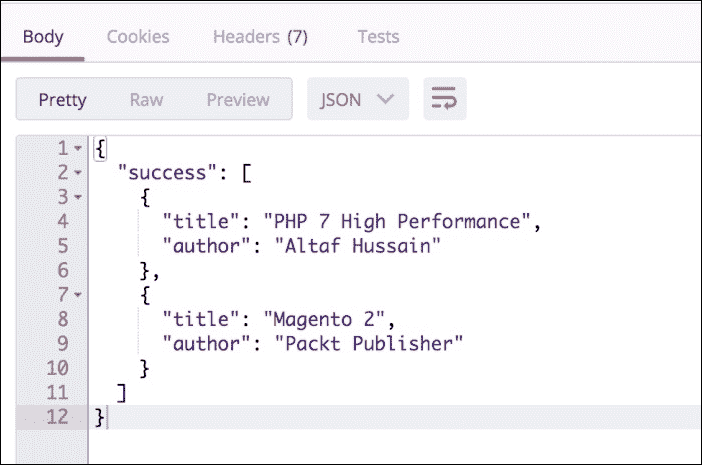 Body Cookies Headers (7) Tests
Pretty Raw Preview JSON
1 {
2 "success": [
3 {
4 "title": "PHP 7 High Performance",
5 "author": "Altaf Hussain"
6 },
7 {
8 "title": "Magento 2",
9 "author": "Packt Publisher"
10 }
11 ]
12 }